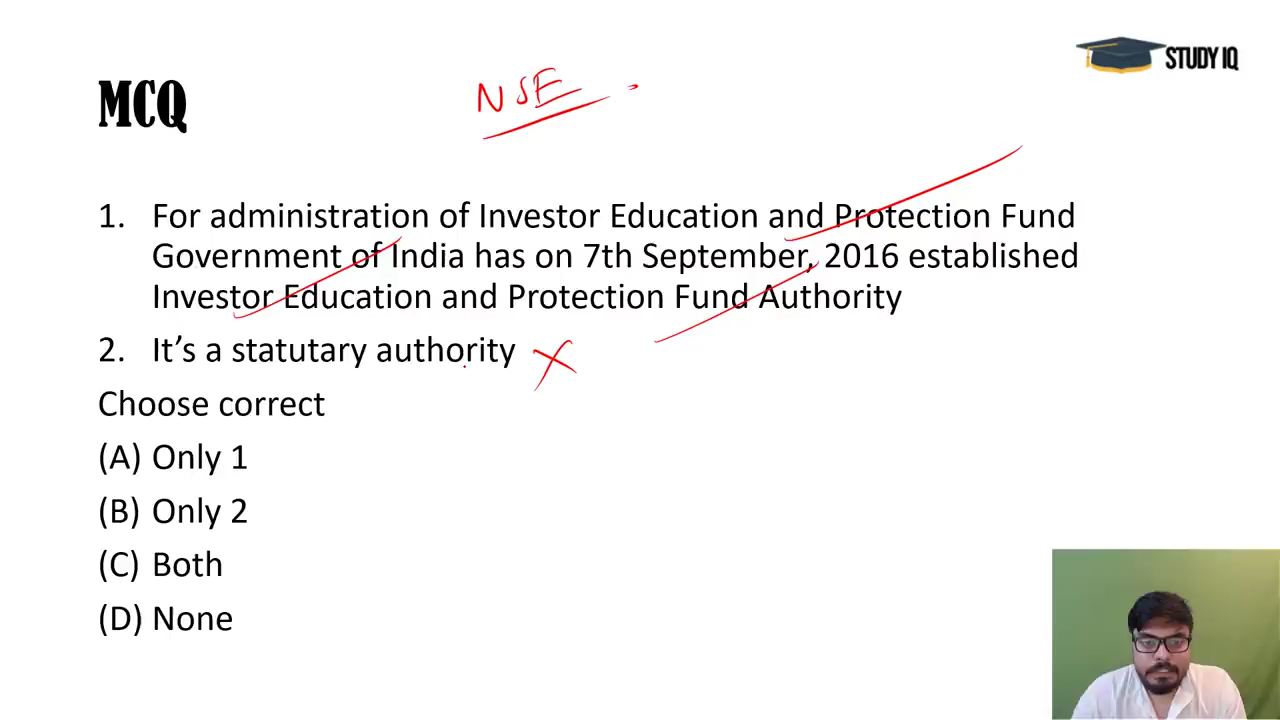 STUDY IQ
MCQ
NSE
1. For administration of Investor Education and Protection Fund
Government of India has on 7th September, 2016 established
Investor Education and Protection Fund Authority
2. It's a statutary authority
Choose correct
(A) Only 1
(B) Only 2
(C) Both
(D) None